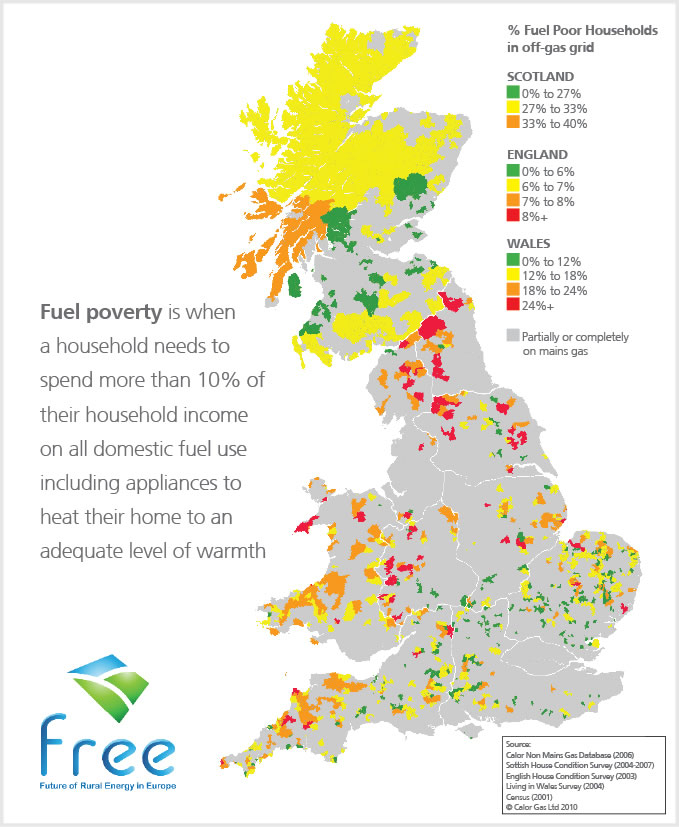 % Fuel Poor Households
in off-gas grid
SCOTLAND
0% to 27%
27% to 33%
33% to 40%
ENGLAND
0% to 6%
6% to 7%
7% to 8%
8%+
WALES
0% to 12%
12% to 18%
18% to 24%
24%+
Partially or completely
on mains gas
Fuel poverty is when
a household needs to
spend more than 10% of
their household income
on all domestic fuel use
including appliances to
heat their home to an
adequate level of warmth
free
Future of Rural Energy in Europe
Source:
Calor Non Mains Gas Database (2006)
Sottish House Condition Survey (2004-2007)
English House Condition Survey (2003)
Living in Wales Survey (2004)
Census (2001)
© Calor Gas Ltd 2010